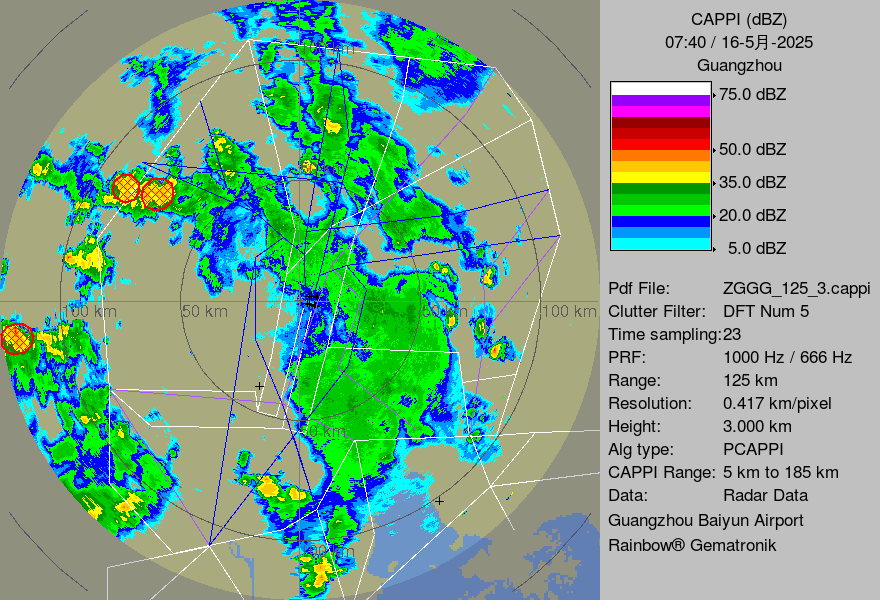 CAPPI (dBZ)
07:40 / 16-5月-2025
Guangzhou
75.0 dBZ
50.0 dBZ
35.0 dBZ
20.0 dBZ
5.0 dBZ
Pdf File: ZGGG_125_3.cappi
Clutter Filter: DFT Num 5
Time sampling:23
PRF: 1000 Hz / 666 Hz
Range: 125 km
Resolution: 0.417 km/pixel
Height: 3.000 km
Alg type: PCAPPI
CAPPI Range: 5 km to 185 km
Data: Radar Data
Guangzhou Baiyun Airport
Rainbow® Gematronik
100 km
50 km
50 km
100 km
50 km
100 km